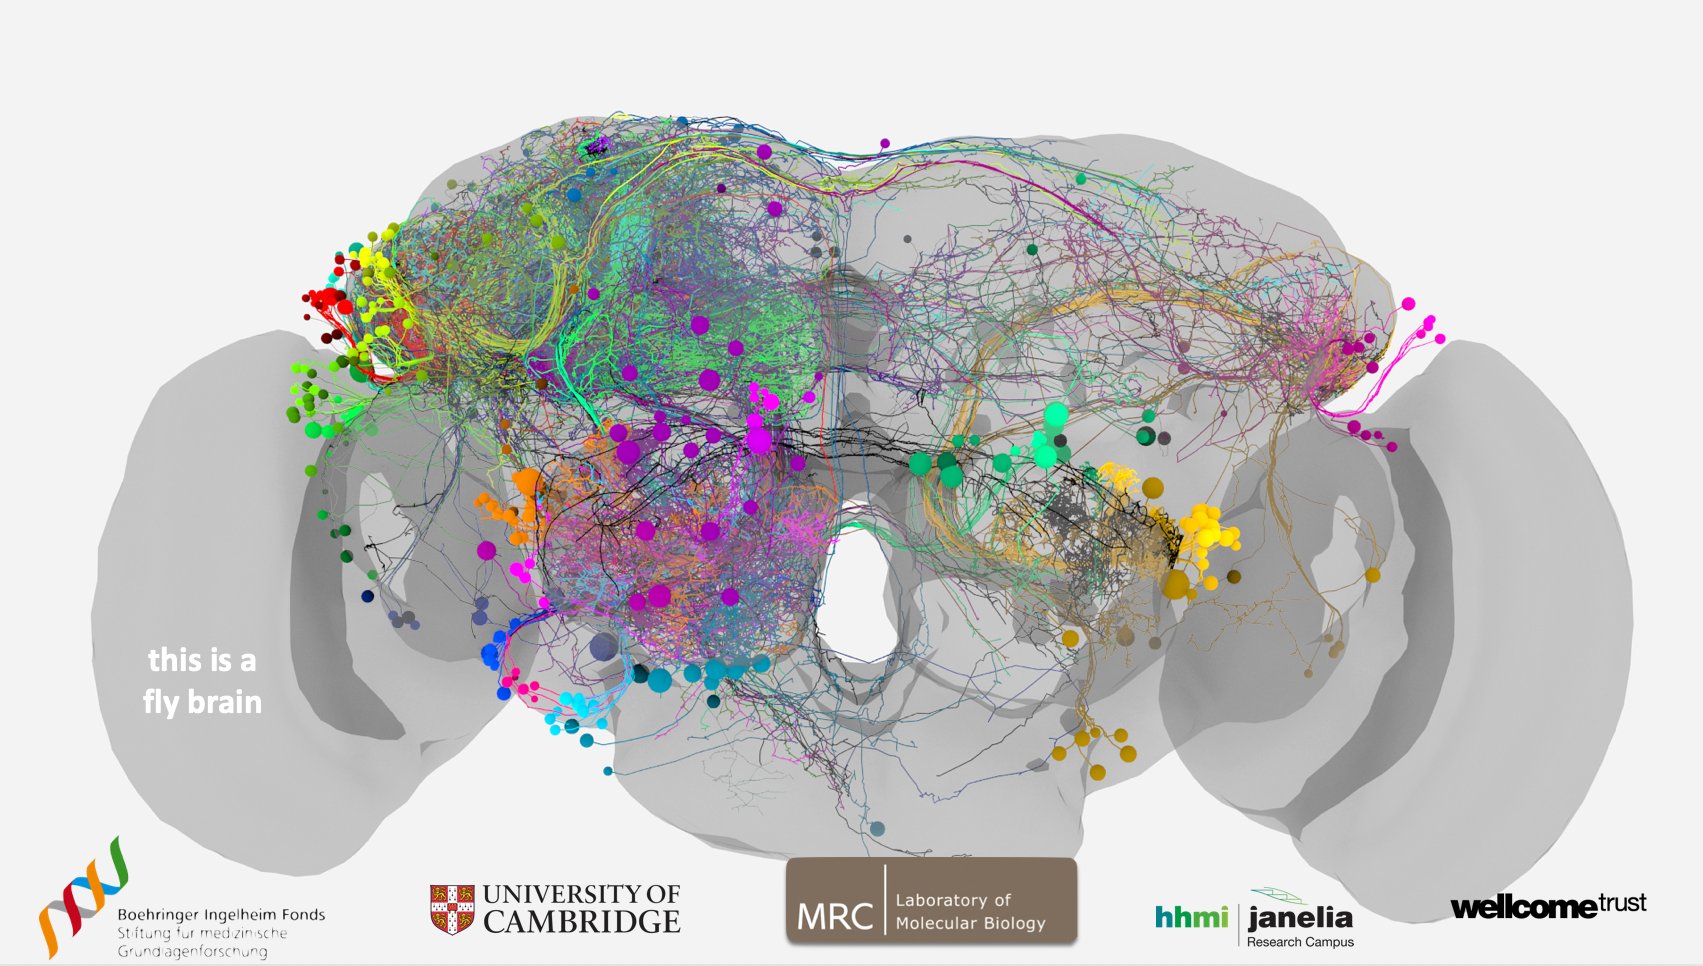 this is a
fly brain
Boehringer Ingelheim Fonds
Stiftung für medizinische
Grundlagenforschung
UNIVERSITY OF
CAMBRIDGE
MRC
Laboratory of
Molecular Biology
hhmi
janelia
Research Campus
wellcometrust